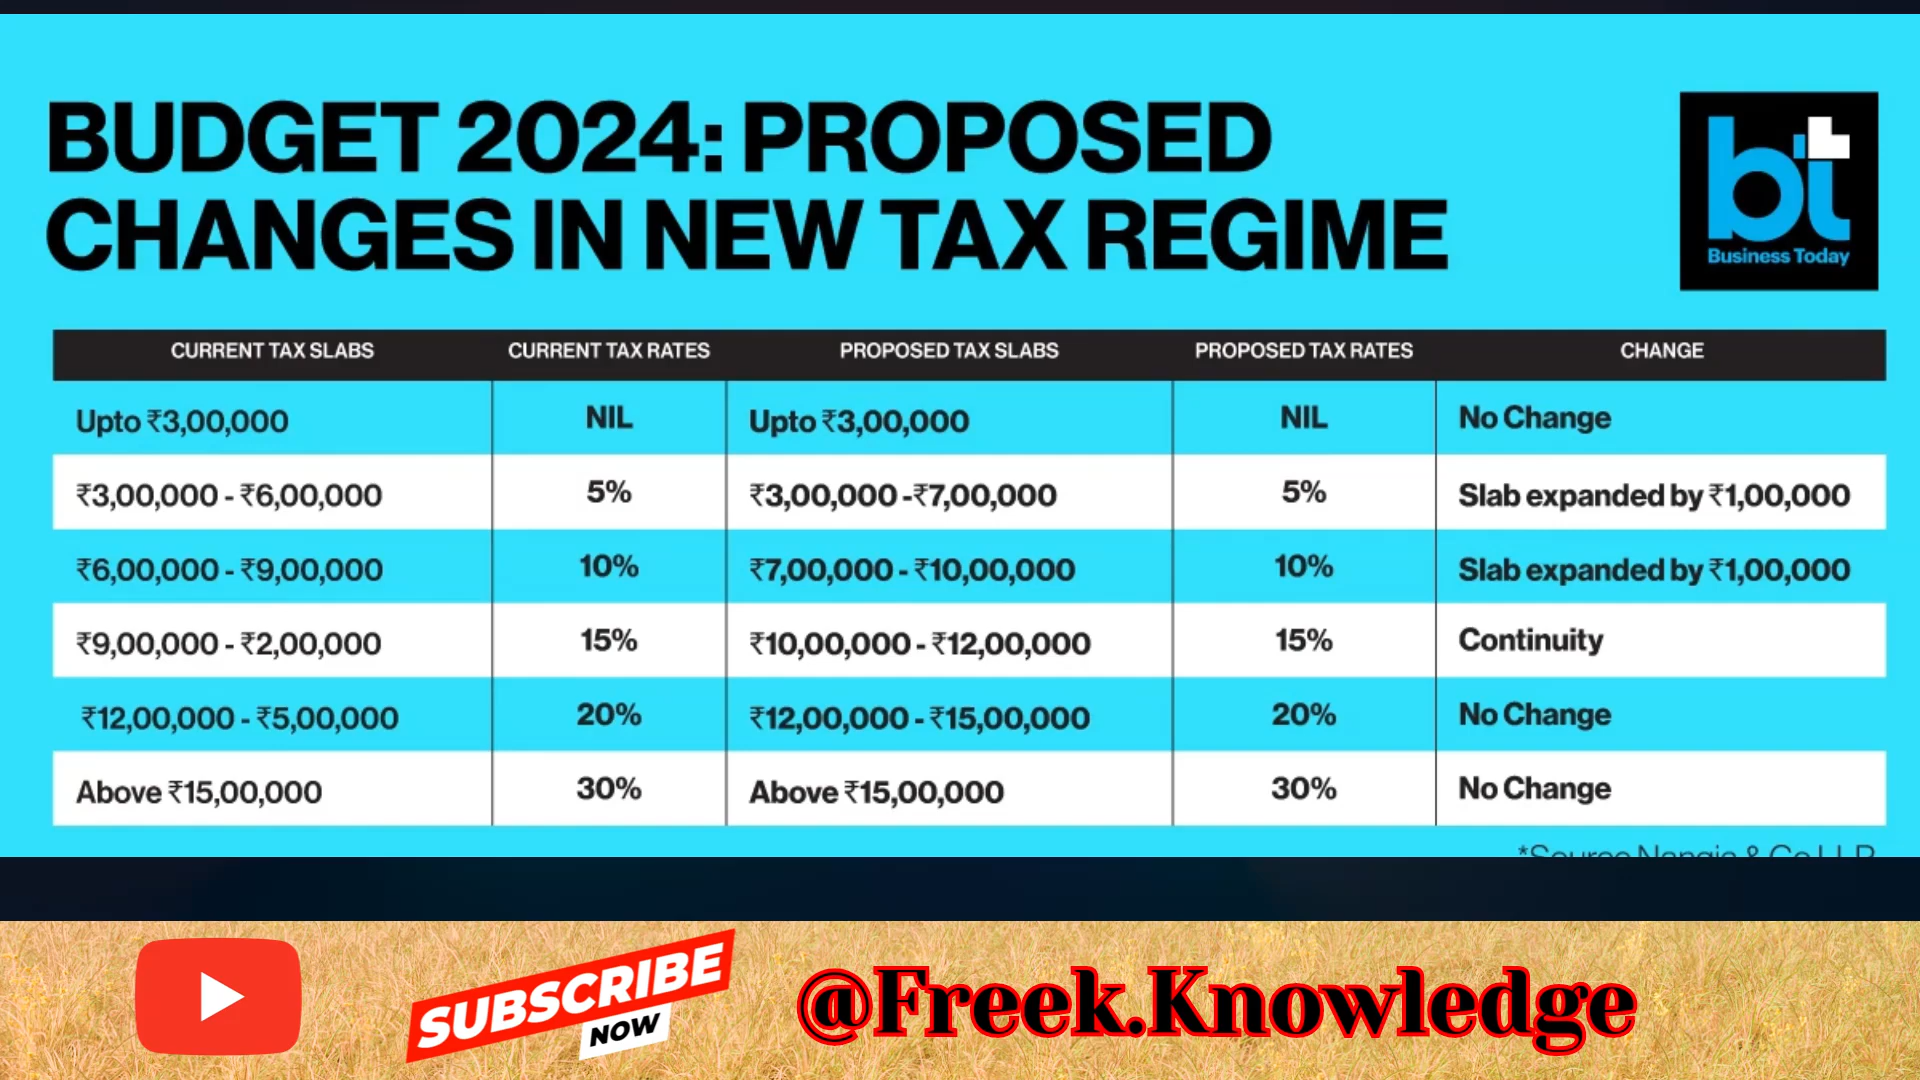 BUDGET 2024: PROPOSED
CHANGES IN NEW TAX REGIME
bt
Business Today
CURRENT TAX SLABS CURRENT TAX RATES PROPOSED TAX SLABS PROPOSED TAX RATES CHANGE
Upto ₹3,00,000 NIL Upto ₹3,00,000 NIL No Change
₹3,00,000 - ₹6,00,000 5% ₹3,00,000 -₹7,00,000 5% Slab expanded by ₹1,00,000
₹6,00,000 - ₹9,00,000 10% ₹7,00,000 - ₹10,00,000 10% Slab expanded by ₹1,00,000
₹9,00,000 - ₹2,00,000 15% ₹10,00,000 - ₹12,00,000 15% Continuity
₹12,00,000 - ₹5,00,000 20% ₹12,00,000 - ₹15,00,000 20% No Change
Above ₹15,00,000 30% Above ₹15,00,000 30% No Change
*Source Nangia & Co LLP
SUBSCRIBE
NOW
@Freek.Knowledge